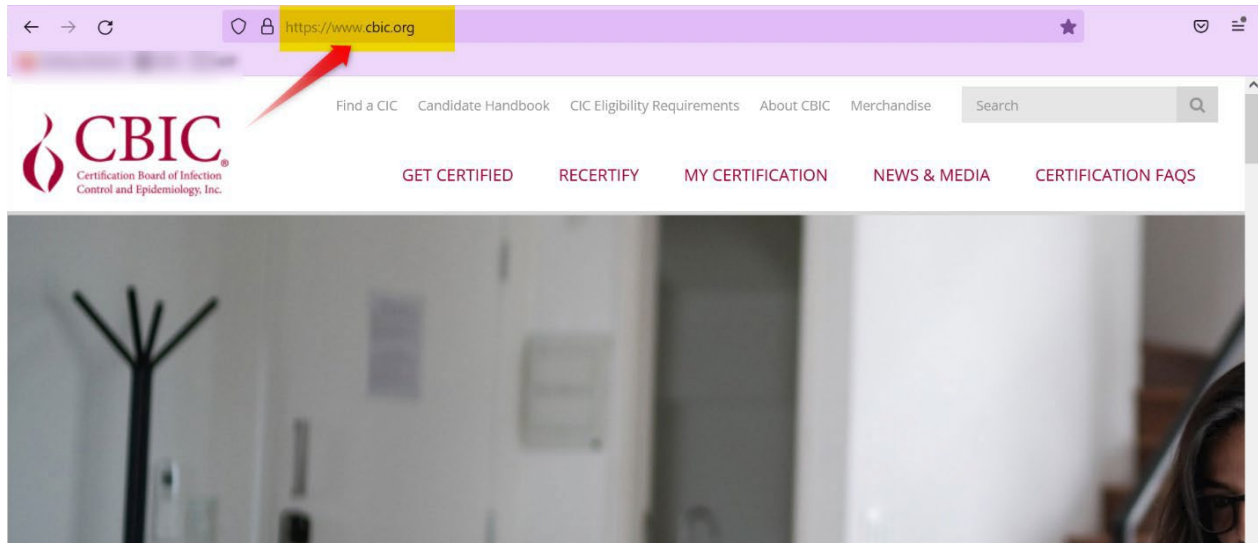 https://www.cbic.org
Find a CIC Candidate Handbook CIC Eligibility Requirements About CBIC Merchandise Search
CBIC®
Certification Board of Infection
Control and Epidemiology, Inc.
GET CERTIFIED RECERTIFY MY CERTIFICATION NEWS & MEDIA CERTIFICATION FAQS